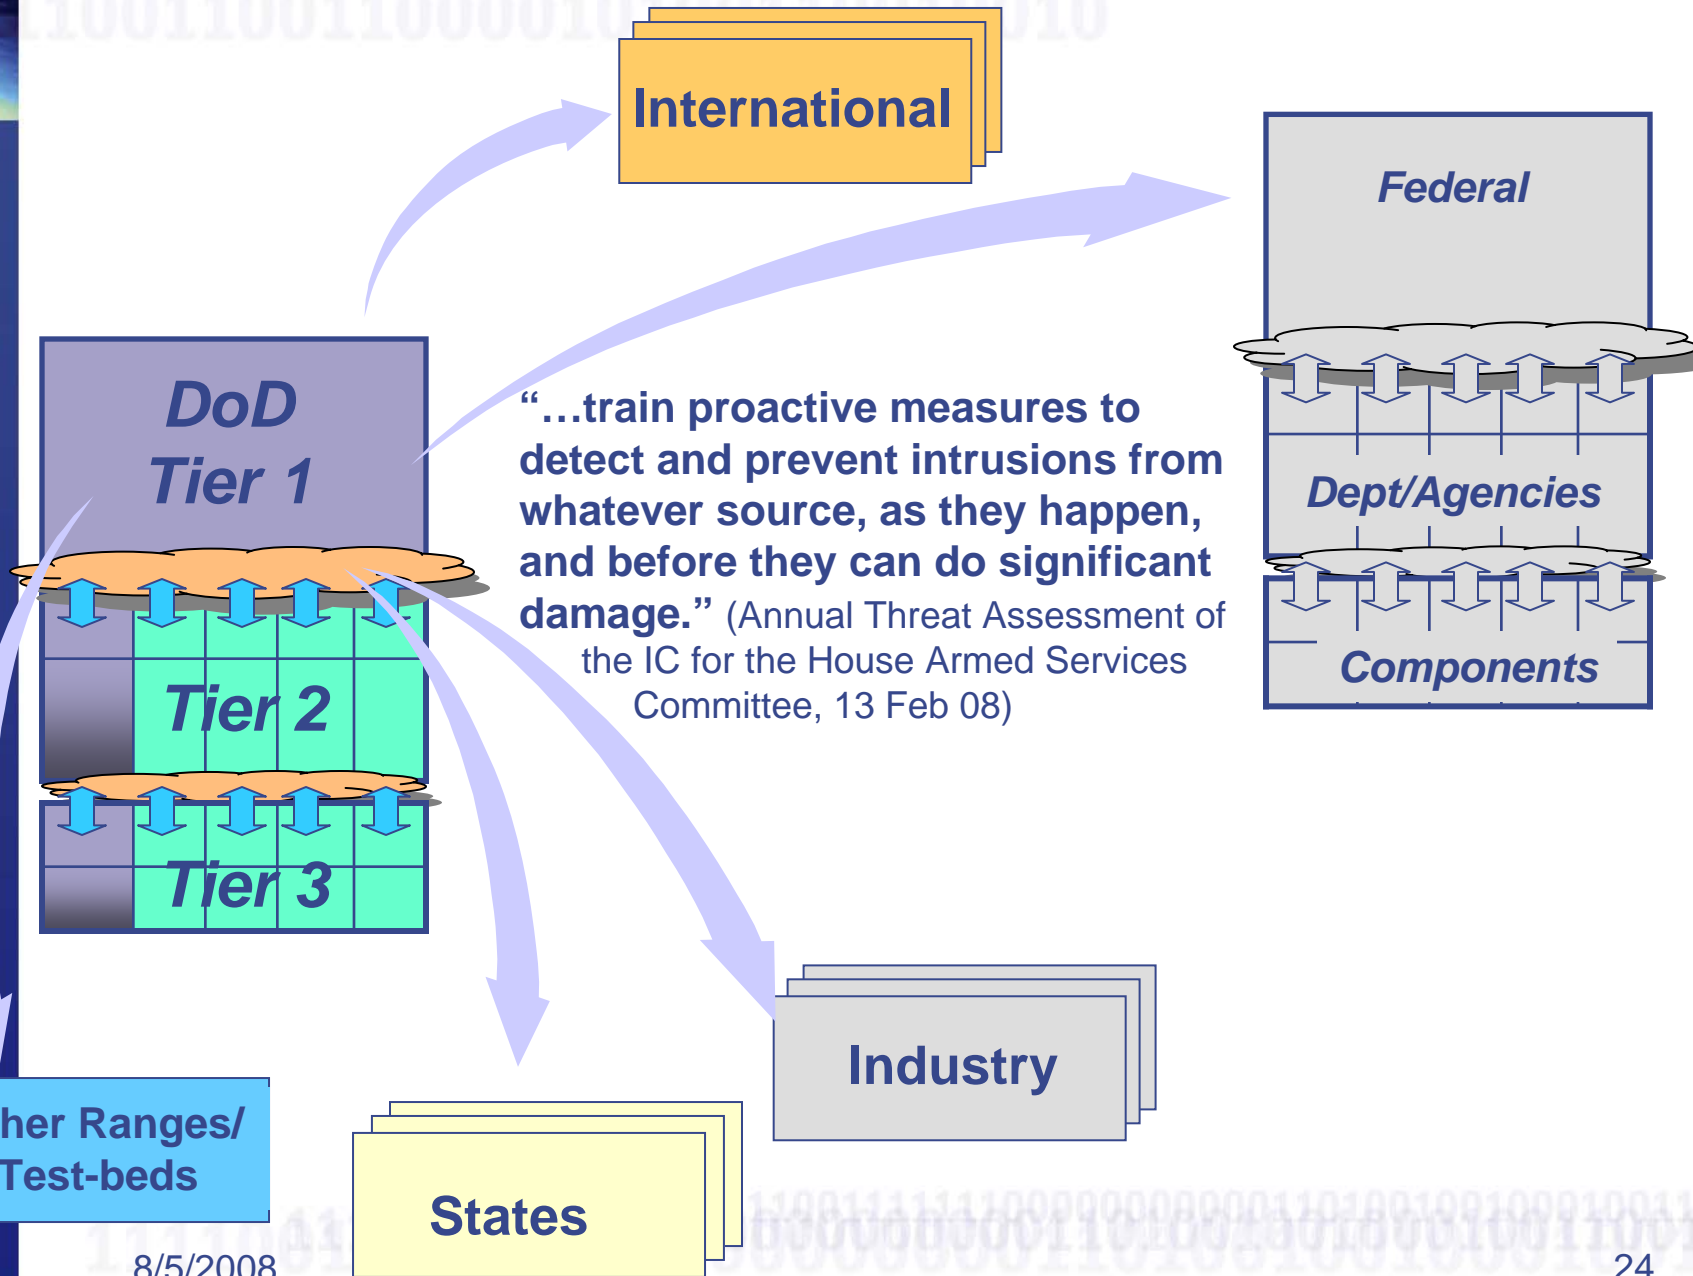 International
Federal
DoD
Tier 1
“…train proactive measures to
detect and prevent intrusions from
whatever source, as they happen,
and before they can do significant
damage.” (Annual Threat Assessment of
the IC for the House Armed Services
Committee, 13 Feb 08)
Dept/Agencies
Components
Tier 2
Tier 3
Industry
her Ranges/
Test-beds
States
8/5/2008
24